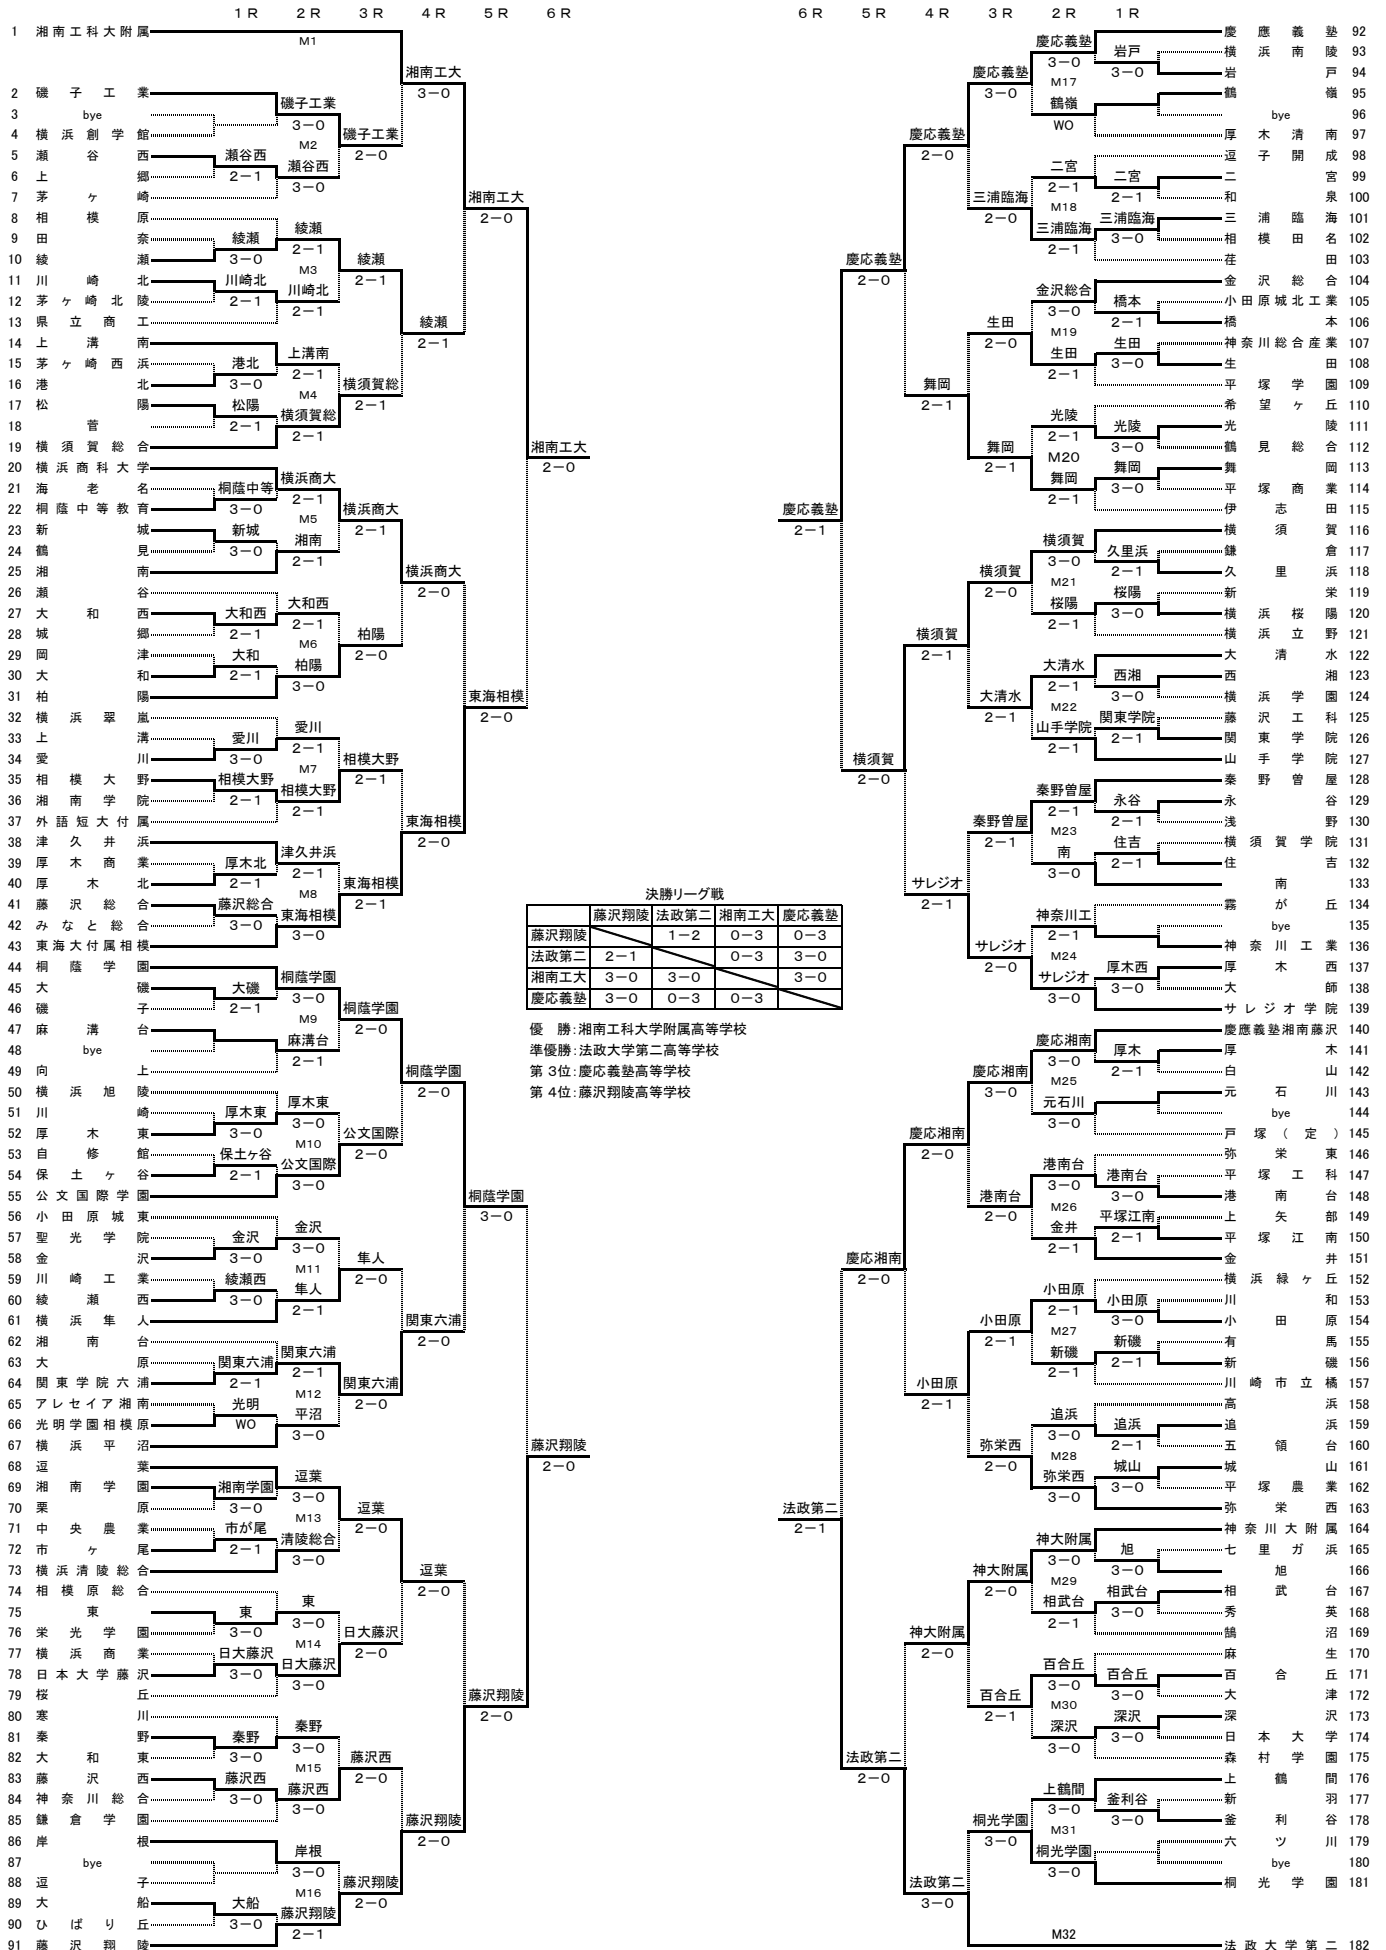 1R 2R 3R 4R 5R 6R 6R 5R 4R 3R 2R 1R
1 湘南工科大附属
M1
湘南工大
3-0
2 磯子工業
3 bye
4 横浜創学館
5 瀬谷西
6 上郷
7 茅ヶ崎
磯子工業
3-0
M2
瀬谷西
2-1
瀬谷西
3-0
磯子工業
2-0
8 相模原
9 田奈
10 綾瀬
11 川崎北
12 茅ヶ崎北陵
13 県立商工
綾瀬
3-0
川崎北
2-1
綾瀬
2-1
M3
川崎北
2-1
綾瀬
2-1
14 上溝南
15 茅ヶ崎西浜
16 港北
17 松陽
18 菅
19 横須賀総合
港北
3-0
松陽
2-1
上溝南
2-1
M4
横須賀総
2-1
横須賀総
2-1
綾瀬
2-1
湘南工大
2-0
20 横浜商科大学
21 海老名
22 桐蔭中等教育
23 新城
24 鶴見
25 湘南
桐蔭中等
3-0
新城
3-0
横浜商大
2-1
M5
湘南
2-1
横浜商大
2-1
26 瀬谷
27 大和西
28 城郷
29 岡津
30 大和
31 柏陽
大和西
2-1
大和
2-1
大和西
2-1
M6
柏陽
3-0
柏陽
2-0
横浜商大
2-0
32 横浜翠嵐
33 上溝
34 愛川
35 相模大野
36 湘南学院
37 外語短大付属
愛川
3-0
相模大野
2-1
愛川
2-1
M7
相模大野
2-1
相模大野
2-1
38 津久井浜
39 厚木商業
40 厚木北
41 藤沢総合
42 みなと総合
43 東海大付属相模
厚木北
2-1
藤沢総合
3-0
津久井浜
2-1
M8
東海相模
3-0
東海相模
2-1
東海相模
2-0
東海相模
2-0
湘南工大
2-0
44 桐蔭学園
45 大磯
46 磯子
47 麻溝台
48 bye
49 向上
大磯
2-1
桐蔭学園
3-0
M9
麻溝台
2-1
桐蔭学園
2-0
50 横浜旭陵
51 川崎
52 厚木東
53 自修館
54 保土ヶ谷
55 公文国際学園
厚木東
3-0
保土ヶ谷
2-1
厚木東
3-0
M10
公文国際
3-0
公文国際
2-0
桐蔭学園
2-0
56 小田原城東
57 聖光学院
58 金沢
59 川崎工業
60 綾瀬西
61 横浜隼人
金沢
3-0
綾瀬西
3-0
金沢
3-0
M11
隼人
2-1
隼人
2-0
62 湘南台
63 大原
64 関東学院六浦
65 アレセイア湘南
66 光明学園相模原
67 横浜平沼
関東六浦
2-1
光明
WO
関東六浦
2-1
M12
平沼
3-0
関東六浦
2-0
関東六浦
2-0
桐蔭学園
3-0
68 逗葉
69 湘南学園
70 栗原
71 中央農業
72 市ヶ尾
73 横浜清陵総合
湘南学園
3-0
市が尾
2-1
逗葉
3-0
M13
清陵総合
3-0
逗葉
2-0
74 相模原総合
75 東
76 栄光学園
77 横浜商業
78 日本大学藤沢
79 桜丘
東
3-0
日大藤沢
3-0
東
3-0
M14
日大藤沢
3-0
日大藤沢
2-0
逗葉
2-0
80 寒川
81 秦野
82 大和東
83 藤沢西
84 神奈川総合
85 鎌倉学園
秦野
3-0
藤沢西
3-0
秦野
3-0
M15
藤沢西
3-0
藤沢西
2-0
86 岸根
87 bye
88 逗子
89 大船
90 ひばり丘
91 藤沢翔陵
大船
3-0
岸根
3-0
M16
藤沢翔陵
2-1
藤沢翔陵
2-0
藤沢翔陵
2-0
藤沢翔陵
2-0
藤沢翔陵
2-0
決勝リーグ戦
藤沢翔陵 法政第二 湘南工大 慶応義塾
藤沢翔陵 1-2 0-3 0-3
法政第二 2-1 0-3 3-0
湘南工大 3-0 3-0 3-0
慶応義塾 3-0 0-3 0-3
優 勝:湘南工科大学附属高等学校
準優勝:法政大学第二高等学校
第3位:慶応義塾高等学校
第4位:藤沢翔陵高等学校
慶應義塾 92
横浜南陵 93
岩戸 94
鶴嶺 95
bye 96
厚木清南 97
岩戸
3-0
慶応義塾
3-0
M17
鶴嶺
WO
慶応義塾
3-0
逗子開成 98
二宮 99
和泉 100
三浦臨海 101
相模田名 102
荏田 103
二宮
2-1
三浦臨海
3-0
二宮
2-1
M18
三浦臨海
2-1
三浦臨海
2-0
慶応義塾
2-0
金沢総合 104
小田原城北工業 105
橋本 106
神奈川総合産業 107
生田 108
平塚学園 109
橋本
2-1
生田
3-0
金沢総合
3-0
M19
生田
2-1
生田
2-0
希望ヶ丘 110
光陵 111
鶴見総合 112
舞岡 113
平塚商業 114
伊志田 115
光陵
3-0
舞岡
3-0
光陵
2-1
M20
舞岡
2-1
舞岡
2-1
舞岡
2-1
慶応義塾
2-0
横須賀 116
鎌倉 117
久里浜 118
新栄 119
横浜桜陽 120
横浜立野 121
久里浜
2-1
桜陽
3-0
横須賀
3-0
M21
桜陽
2-1
横須賀
2-0
大清水 122
西湘 123
横浜学園 124
藤沢工科 125
関東学院 126
山手学院 127
西湘
3-0
関東学院
2-1
大清水
2-1
M22
山手学院
2-1
大清水
2-1
横須賀
2-1
秦野曽屋 128
永谷 129
浅野 130
横須賀学院 131
住吉 132
南 133
永谷
2-1
住吉
2-1
秦野曽屋
2-1
M23
南
3-0
秦野曽屋
2-1
霧が丘 134
bye 135
神奈川工業 136
厚木西 137
大師 138
サレジオ学院 139
厚木西
3-0
神奈川工
2-1
M24
サレジオ
3-0
サレジオ
2-0
サレジオ
2-1
横須賀
2-0
慶応義塾
2-1
慶應義塾湘南藤沢 140
厚木 141
白山 142
元石川 143
bye 144
戸塚(定) 145
厚木
2-1
慶応湘南
3-0
M25
元石川
3-0
慶応湘南
3-0
弥栄東 146
平塚工科 147
港南台 148
上矢部 149
平塚江南 150
金井 151
港南台
3-0
平塚江南
2-1
港南台
3-0
M26
金井
2-1
港南台
2-0
慶応湘南
2-0
横浜緑ヶ丘 152
川和 153
小田原 154
有馬 155
新磯 156
川崎市立橘 157
小田原
3-0
新磯
2-1
小田原
2-1
M27
新磯
2-1
小田原
2-1
高浜 158
追浜 159
五領台 160
城山 161
平塚農業 162
弥栄西 163
追浜
2-1
城山
3-0
追浜
3-0
M28
弥栄西
3-0
弥栄西
2-0
小田原
2-1
慶応湘南
2-0
神奈川大附属 164
七里ガ浜 165
旭 166
相武台 167
秀英 168
鵠沼 169
旭
3-0
相武台
3-0
神大附属
3-0
M29
相武台
2-1
神大附属
2-0
麻生 170
百合丘 171
大津 172
深沢 173
日本大学 174
森村学園 175
百合丘
3-0
深沢
3-0
百合丘
3-0
M30
深沢
3-0
百合丘
2-1
神大附属
2-0
上鶴間 176
新羽 177
釜利谷 178
六ツ川 179
bye 180
桐光学園 181
釜利谷
3-0
上鶴間
3-0
M31
桐光学園
3-0
桐光学園
3-0
M32
法政大学第二 182
法政第二
3-0
法政第二
2-0
法政第二
2-1